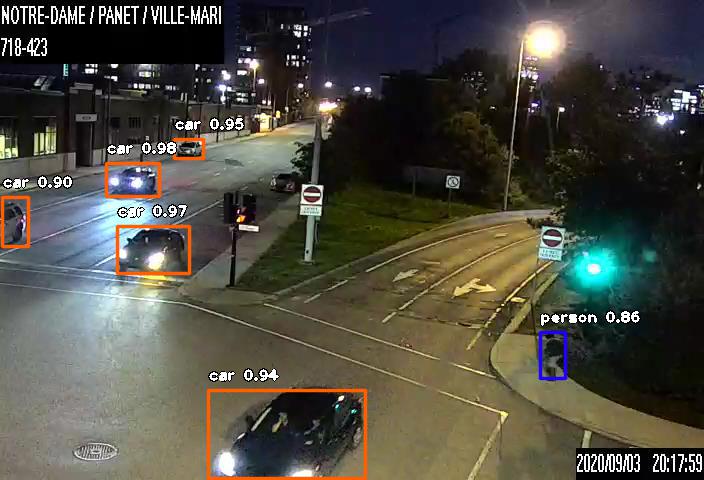 NOTRE-DAME / PANET / VILLE-MARI
718-423
car 0.95
car 0.98
car 0.90
car 0.97
person 0.86
car 0.94
2020/09/03 20:17:59